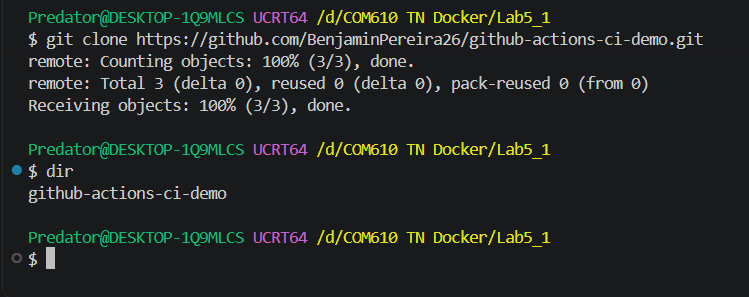 Predator@DESKTOP-1Q9MLCS UCRT64 /d/COM610 TN Docker/Lab5_1
$ git clone https://github.com/BenjaminPereira26/github-actions-ci-demo.git
remote: Counting objects: 100% (3/3), done.
remote: Total 3 (delta 0), reused 0 (delta 0), pack-reused 0 (from 0)
Receiving objects: 100% (3/3), done.
Predator@DESKTOP-1Q9MLCS UCRT64 /d/COM610 TN Docker/Lab5_1
$ dir
github-actions-ci-demo
Predator@DESKTOP-1Q9MLCS UCRT64 /d/COM610 TN Docker/Lab5_1
$